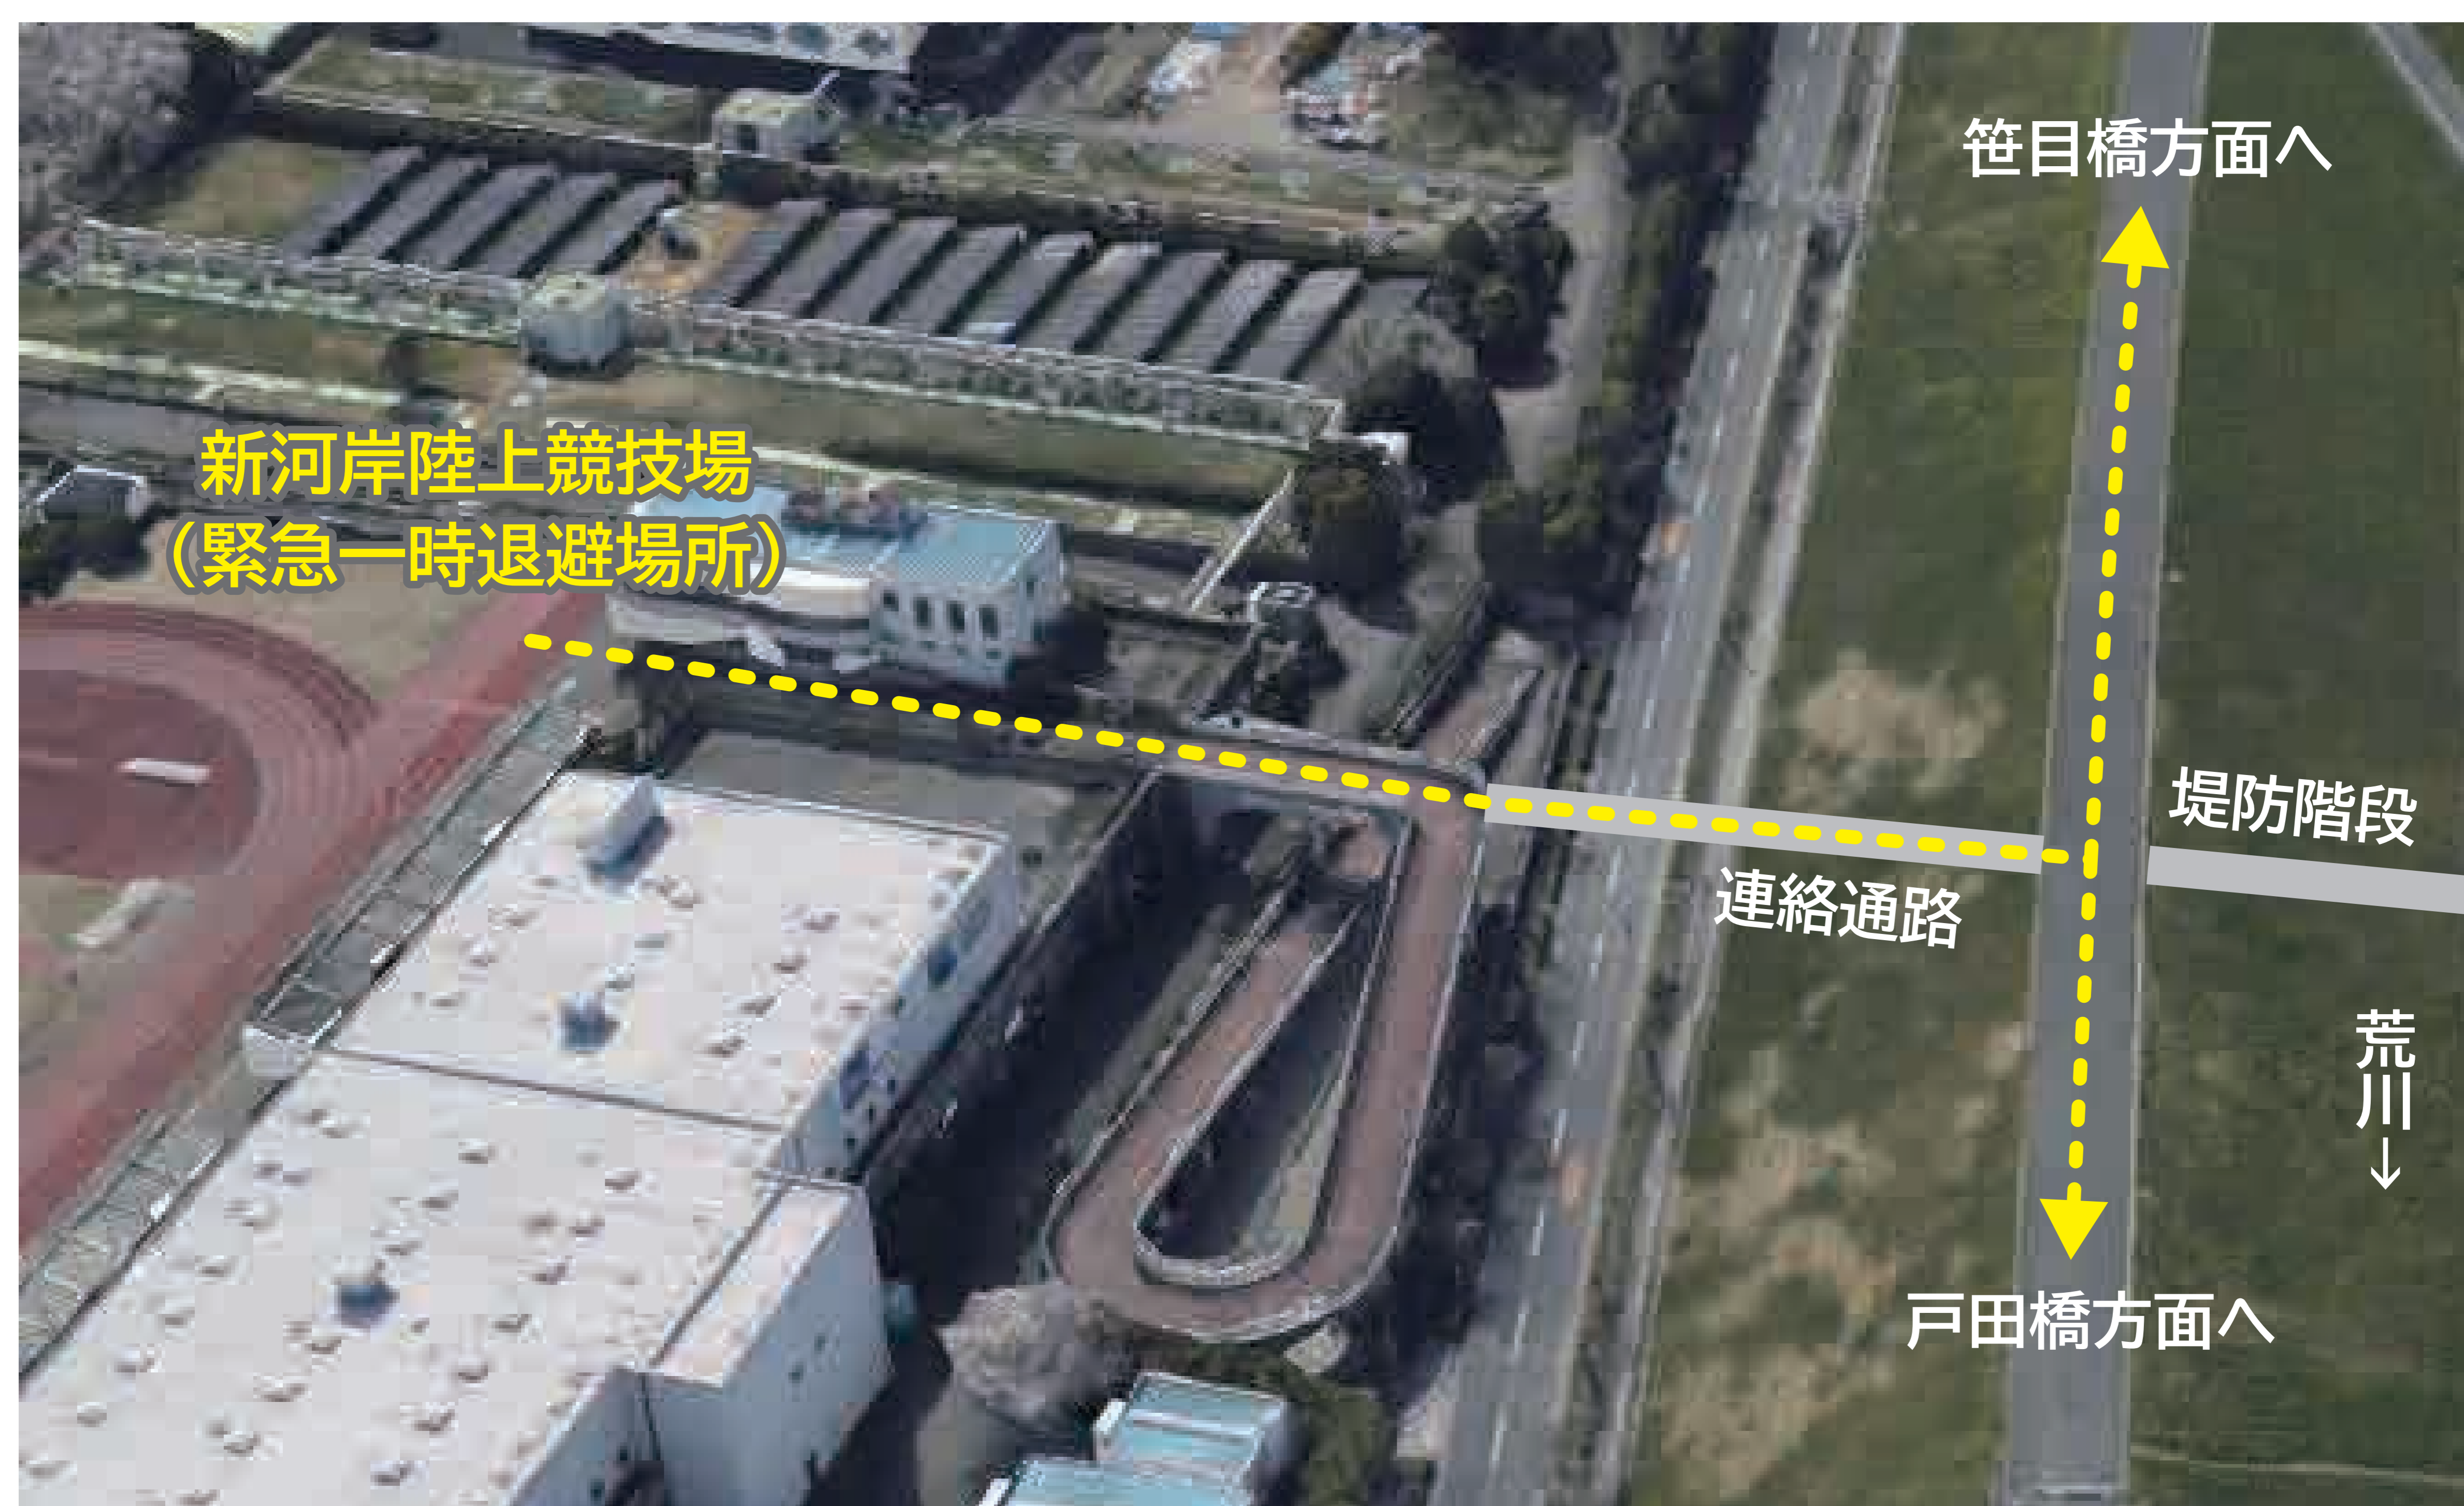 笹目橋方面へ
新河岸陸上競技場
（緊急一時退避場所）
堤防階段
連絡通路
荒川→
戸田橋方面へ